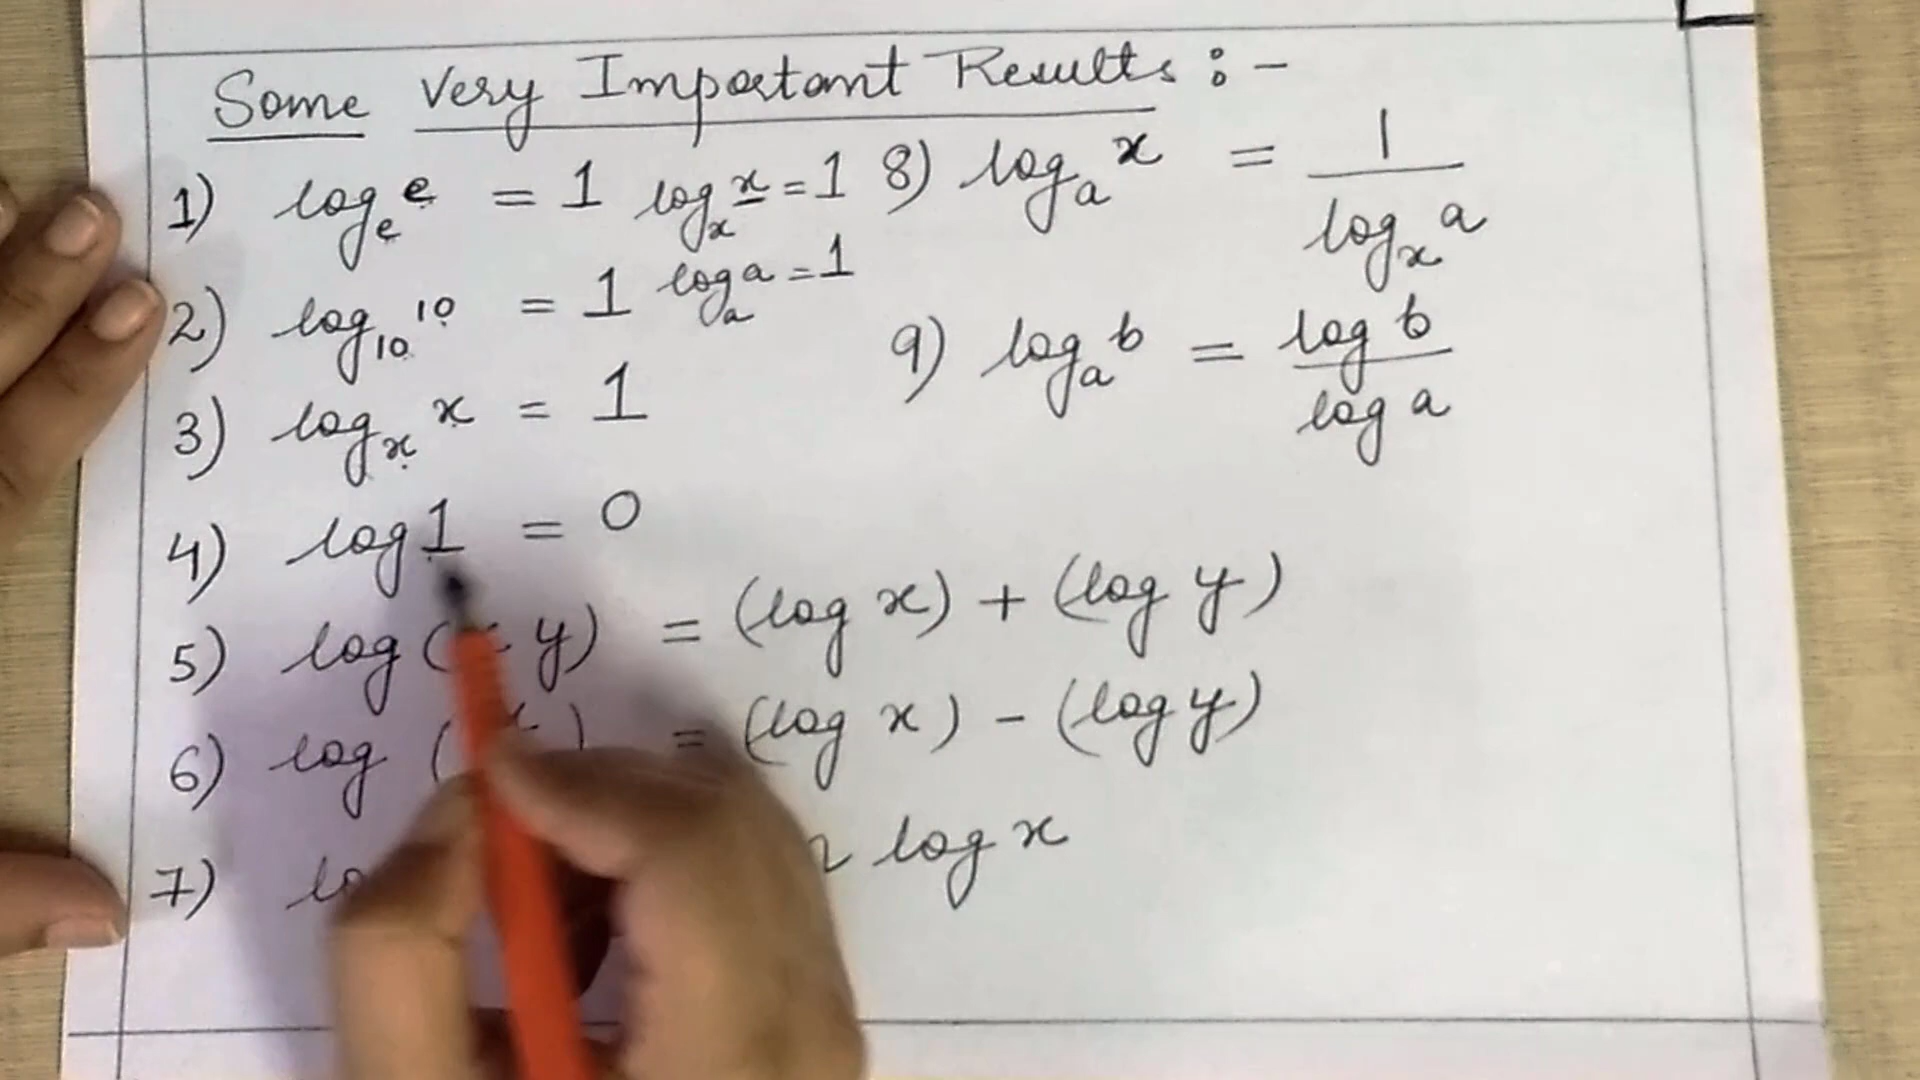 Some Very Important Results :-
1) logₑ e = 1 logₓ x = 1
2) log₁₀ 10 = 1 logₐ a = 1
3) logₓ x = 1
4) log 1 = 0
5) log ( y) = (log x) + (log y)
6) log ( ) = (log x) - (log y)
7) log x
8) logₐ x = 1 / logₓ a
9) logₐ b = log b / log a